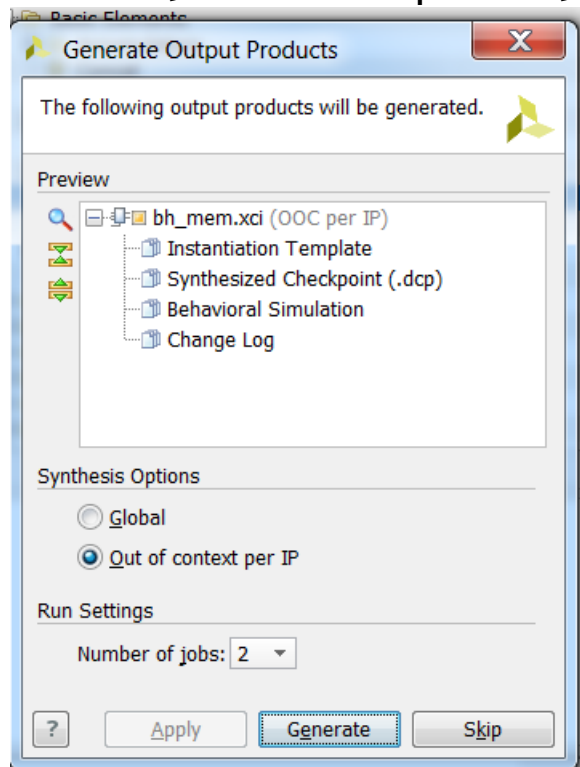 Basic Elements
Generate Output Products
X
The following output products will be generated.
Preview
bh_mem.xci (OOC per IP)
Instantiation Template
Synthesized Checkpoint (.dcp)
Behavioral Simulation
Change Log
Synthesis Options
Global
Out of context per IP
Run Settings
Number of jobs: 2
? Apply Generate Skip